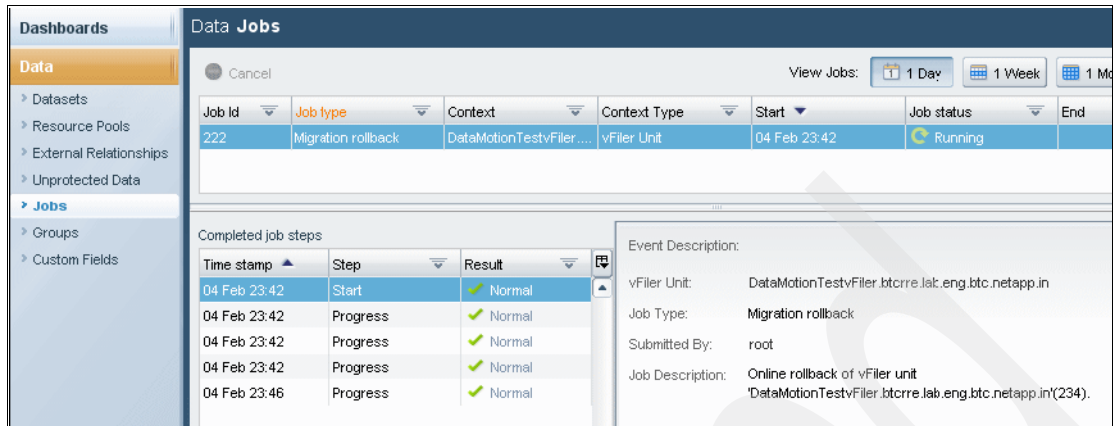 Dashboards
Data
Datasets
Resource Pools
External Relationships
Unprotected Data
Jobs
Groups
Custom Fields
Data Jobs
Cancel
View Jobs:
1 Day
1 Week
1 Mo
Job Id
Job type
Context
Context Type
Start
Job status
End
222
Migration rollback
DataMotionTestvFiler....
vFiler Unit
04 Feb 23:42
Running
Completed job steps
Time stamp
Step
Result
04 Feb 23:42
Start
Normal
04 Feb 23:42
Progress
Normal
04 Feb 23:42
Progress
Normal
04 Feb 23:42
Progress
Normal
04 Feb 23:46
Progress
Normal
Event Description:
vFiler Unit:
DataMotionTestvFiler.btcrre.lab.eng.btc.netapp.in
Job Type:
Migration rollback
Submitted By:
root
Job Description:
Online rollback of vFiler unit
'DataMotionTestvFiler.btcrre.lab.eng.btc.netapp.in'(234).